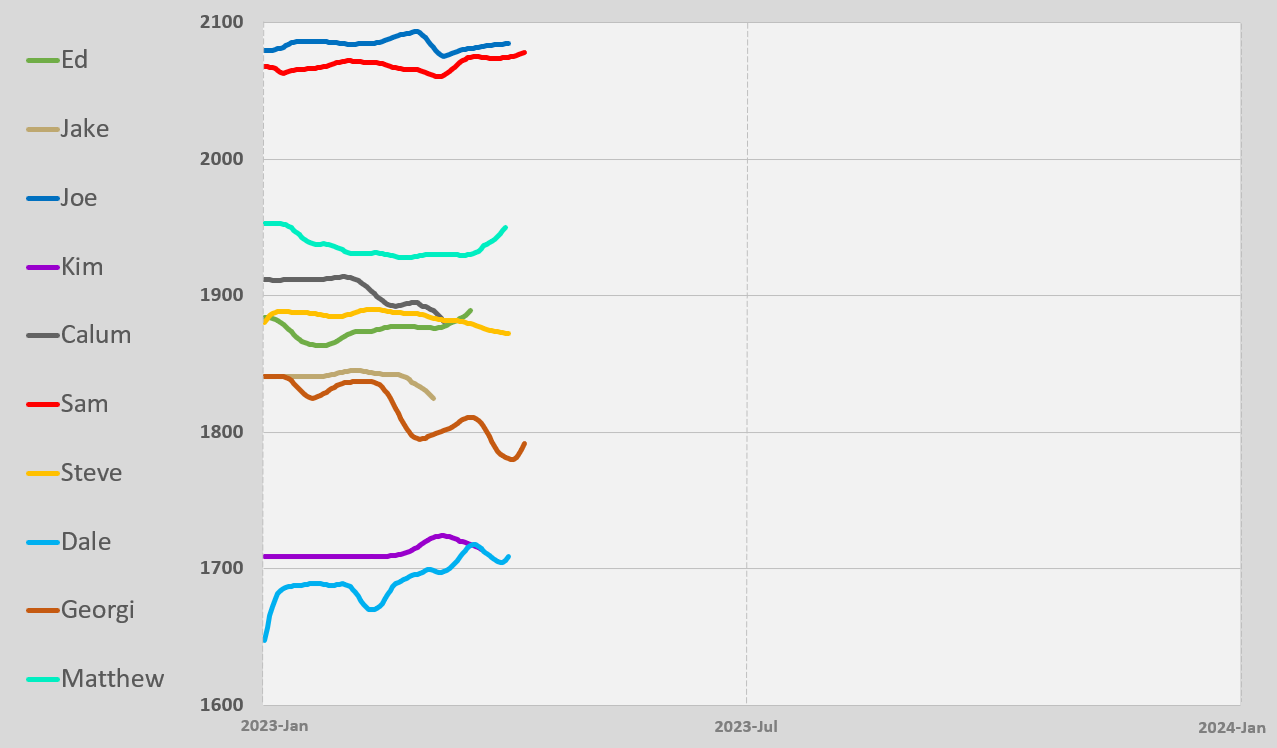 2100
Ed
Jake
2000
Joe
Kim
1900
Calum
Sam
1800
Steve
Dale
1700
Georgi
Matthew
1600
2023-Jan
2023-Jul
2024-Jan